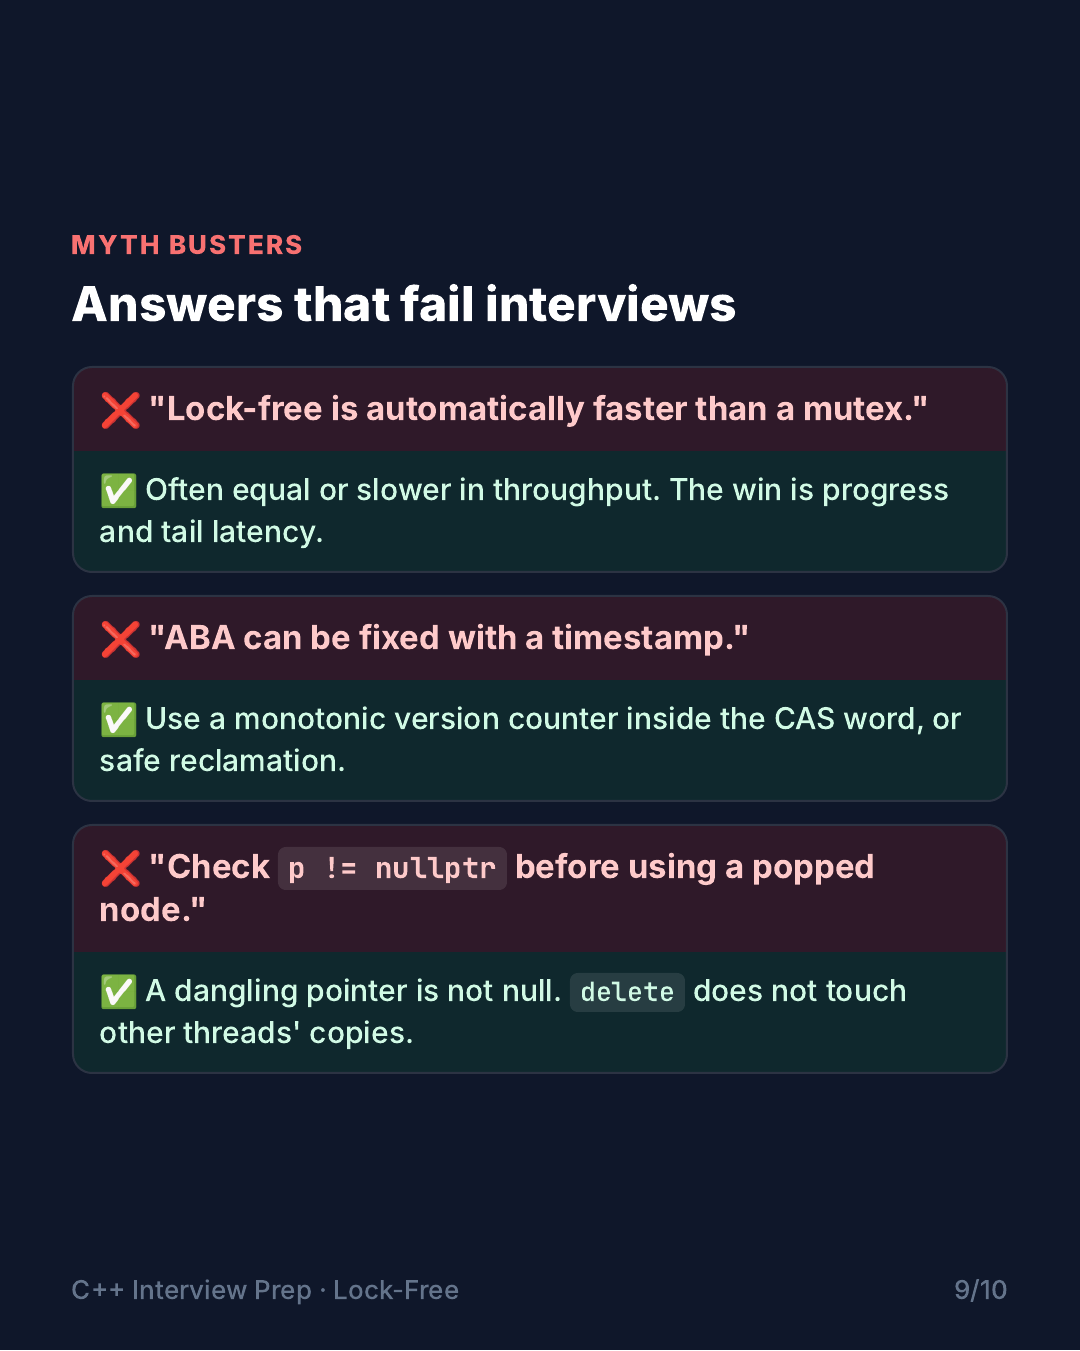 MYTH BUSTERS
Answers that fail interviews
❌ "Lock-free is automatically faster than a mutex."
✅ Often equal or slower in throughput. The win is progress
and tail latency.
❌ "ABA can be fixed with a timestamp."
✅ Use a monotonic version counter inside the CAS word, or
safe reclamation.
❌ "Check p != nullptr before using a popped
node."
✅ A dangling pointer is not null. delete does not touch
other threads' copies.
C++ Interview Prep · Lock-Free
9/10